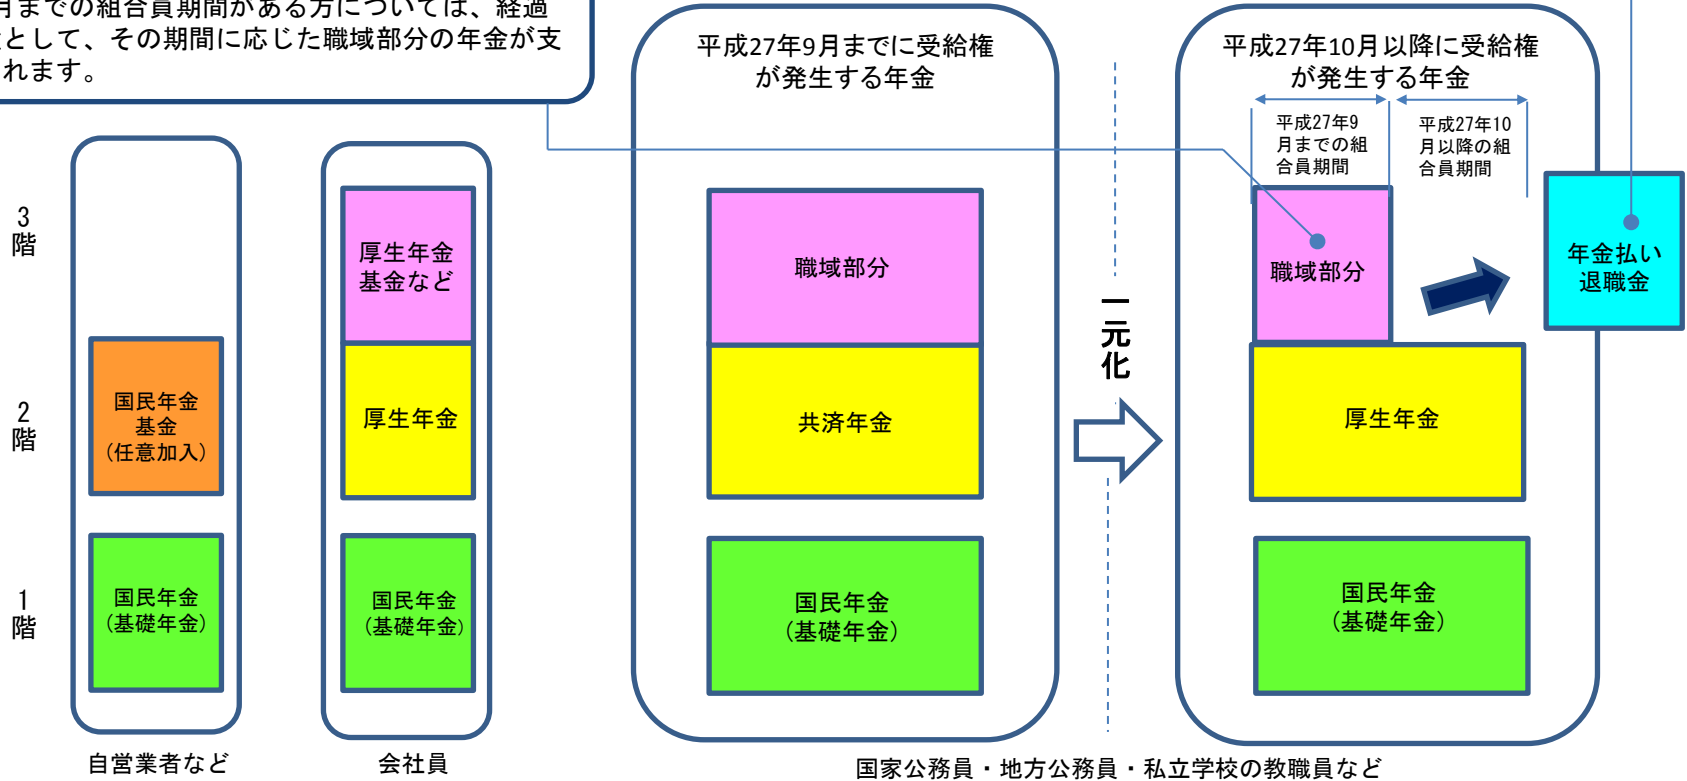 月までの組合員期間がある方については、経過
として、その期間に応じた職域部分の年金が支
れます。
平成27年9月までに受給権
が発生する年金
平成27年10月以降に受給権
が発生する年金
平成27年9
月までの組
合員期間
平成27年10
月以降の組
合員期間
3
階
厚生年金
基金など
職域部分
職域部分
年金払い
退職金
一
元
化
2
階
国民年金
基金
(任意加入)
厚生年金
共済年金
厚生年金
1
階
国民年金
(基礎年金)
国民年金
(基礎年金)
国民年金
(基礎年金)
国民年金
(基礎年金)
自営業者など
会社員
国家公務員・地方公務員・私立学校の教職員など